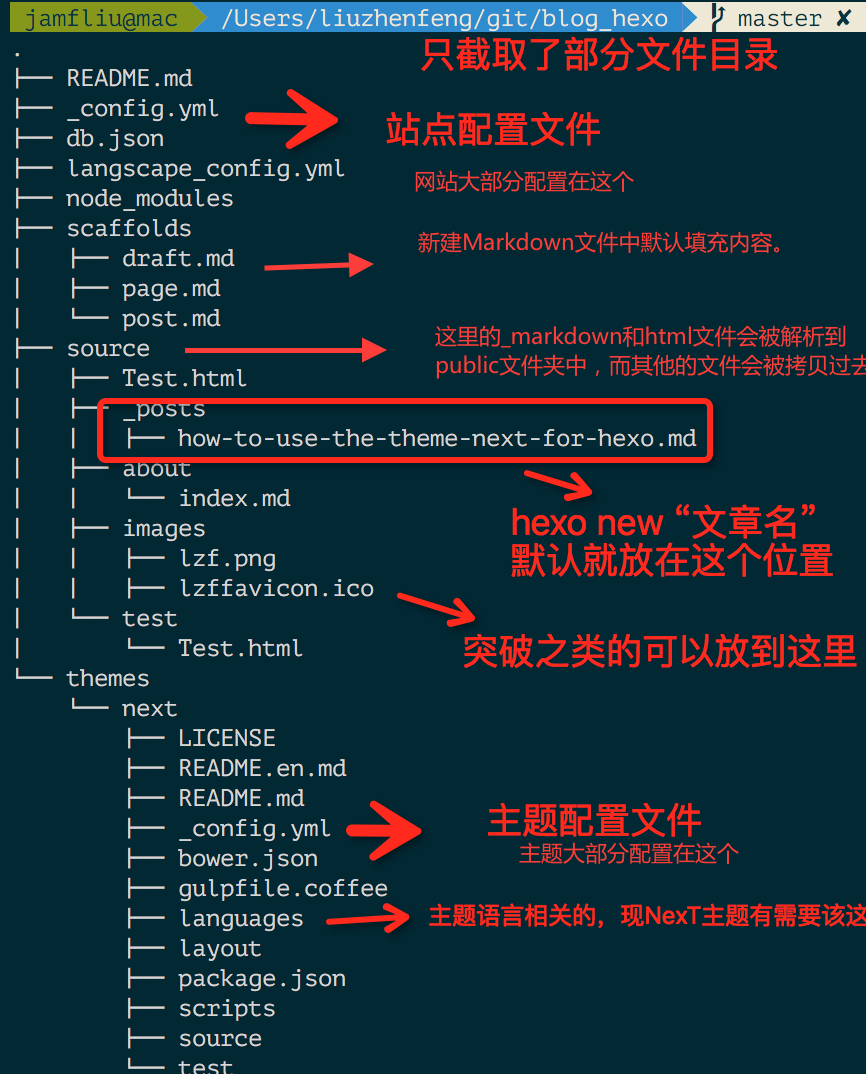 jamfliu@mac /Users/liuzhenfeng/git/blog_hexo master ✘
.
只截取了部分文件目录
├── README.md
├── _config.yml
站点配置文件
├── db.json
├── langscape_config.yml
网站大部分配置在这个
├── node_modules
├── scaffolds
新建Markdown文件中默认填充内容。
│   ├── draft.md
│   ├── page.md
│   └── post.md
├── source
这里的_markdown和html文件会被解析到
public文件夹中，而其他的文件会被拷贝过去
│   ├── Test.html
│   ├── _posts
│   │   ├── how-to-use-the-theme-next-for-hexo.md
│   ├── about
│   │   └── index.md
hexo new “文章名”
默认就放在这个位置
│   ├── images
│   │   ├── lzf.png
│   │   ├── lzffavicon.ico
│   └── test
│       └── Test.html
突破之类的可以放到这里
└── themes
    └── next
        ├── LICENSE
        ├── README.en.md
        ├── README.md
        ├── _config.yml
主题配置文件
主题大部分配置在这个
        ├── bower.json
        ├── gulpfile.coffee
        ├── languages
主题语言相关的，现NexT主题有需要该这
        ├── layout
        ├── package.json
        ├── scripts
        ├── source
        └── test